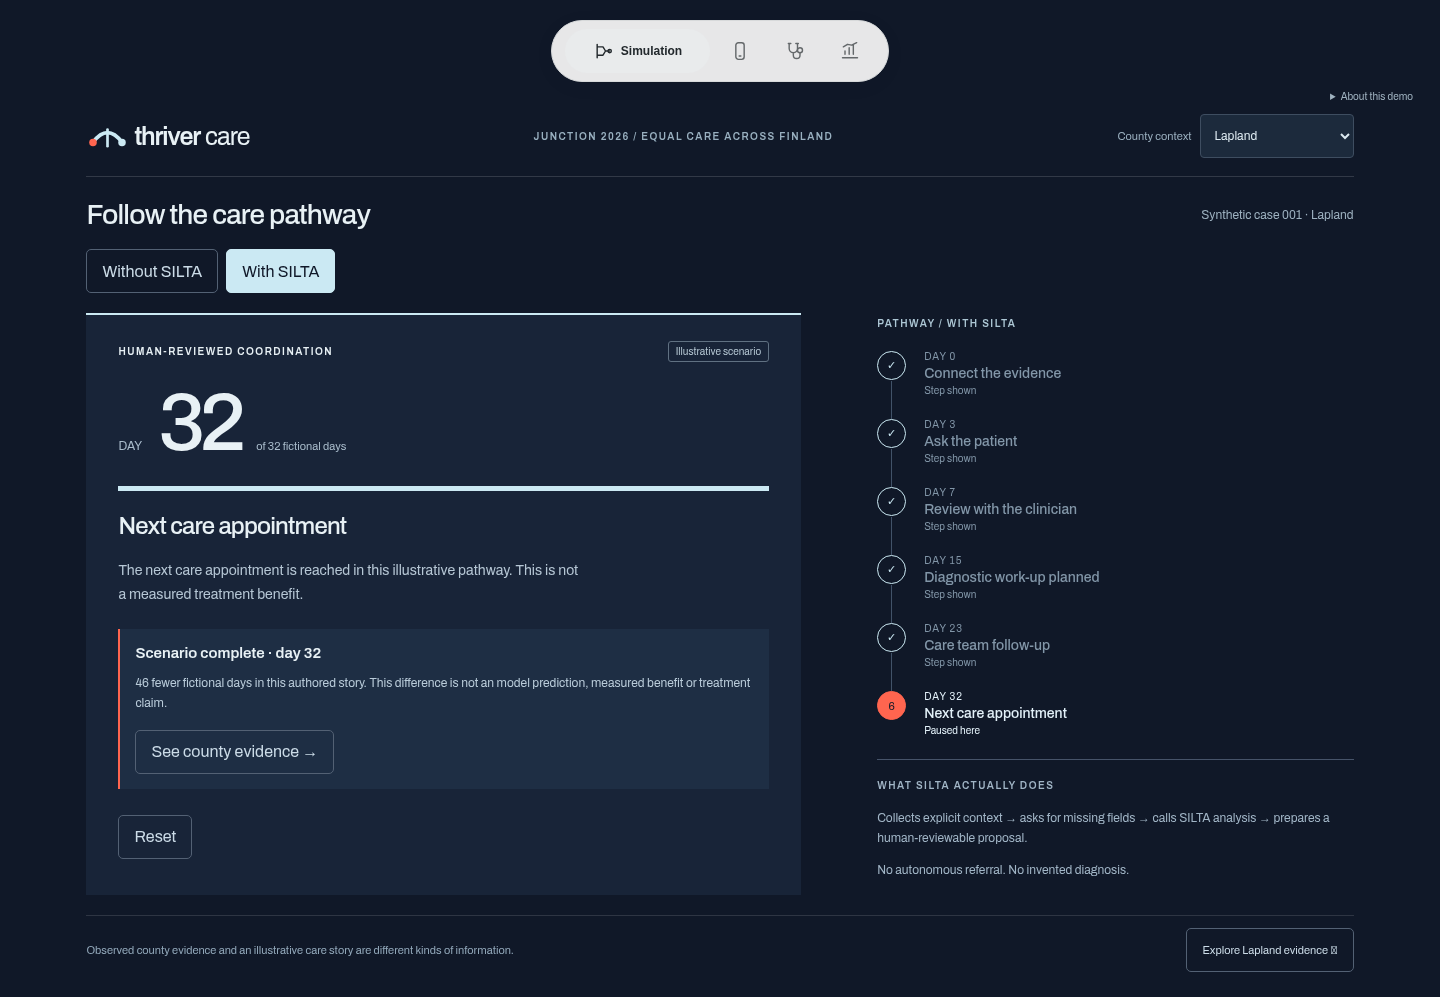 Simulation
▶ About this demo
thriver care
JUNCTION 2026 / EQUAL CARE ACROSS FINLAND
County context
Lapland
Follow the care pathway
Synthetic case 001 · Lapland
Without SILTA
With SILTA
HUMAN-REVIEWED COORDINATION
Illustrative scenario
DAY 32 of 32 fictional days
Next care appointment
The next care appointment is reached in this illustrative pathway. This is not
a measured treatment benefit.
Scenario complete · day 32
46 fewer fictional days in this authored story. This difference is not an model prediction, measured benefit or treatment
claim.
See county evidence →
Reset
PATHWAY / WITH SILTA
✓
DAY 0
Connect the evidence
Step shown
✓
DAY 3
Ask the patient
Step shown
✓
DAY 7
Review with the clinician
Step shown
✓
DAY 15
Diagnostic work-up planned
Step shown
✓
DAY 23
Care team follow-up
Step shown
6
DAY 32
Next care appointment
Paused here
WHAT SILTA ACTUALLY DOES
Collects explicit context → asks for missing fields → calls SILTA analysis → prepares a
human-reviewable proposal.
No autonomous referral. No invented diagnosis.
Observed county evidence and an illustrative care story are different kinds of information.
Explore Lapland evidence